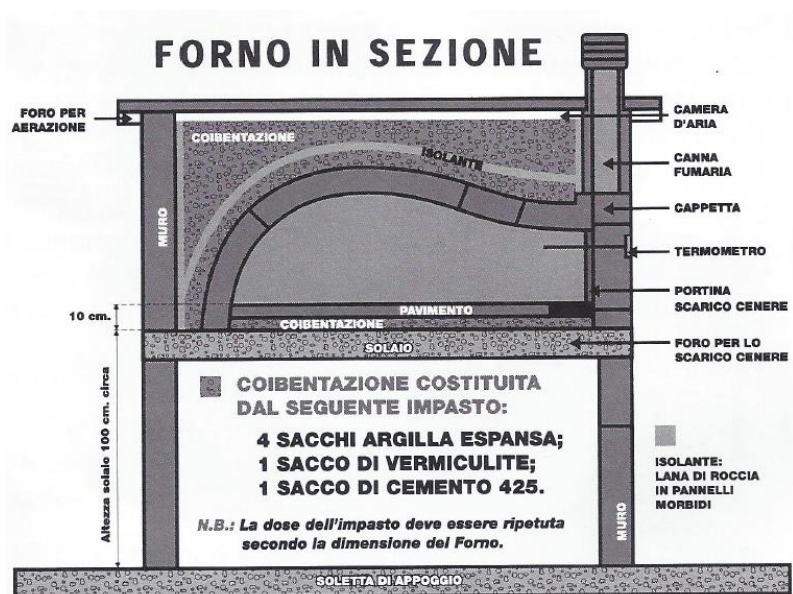 FORNO IN SEZIONE
FORO PER
AERAZIONE
CAMERA
D'ARIA
COIBENTAZIONE
ISOLANTE
CANNA
FUMARIA
CAPPETTA
MURO
TERMOMETRO
PORTINA
SCARICO CENERE
10 cm.
PAVIMENTO
COIBENTAZIONE
SOLAIO
FORO PER LO
SCARICO CENERE
Altezza solaio 100 cm. circa
COIBENTAZIONE COSTITUITA
DAL SEGUENTE IMPASTO:
4 SACCHI ARGILLA ESPANSA;
1 SACCO DI VERMICULITE;
1 SACCO DI CEMENTO 425.
N.B.: La dose dell'impasto deve essere ripetuta
secondo la dimensione del Forno.
ISOLANTE:
LANA DI ROCCIA
IN PANNELLI
MORBIDI
MURO
SOLETTA DI APPOGGIO